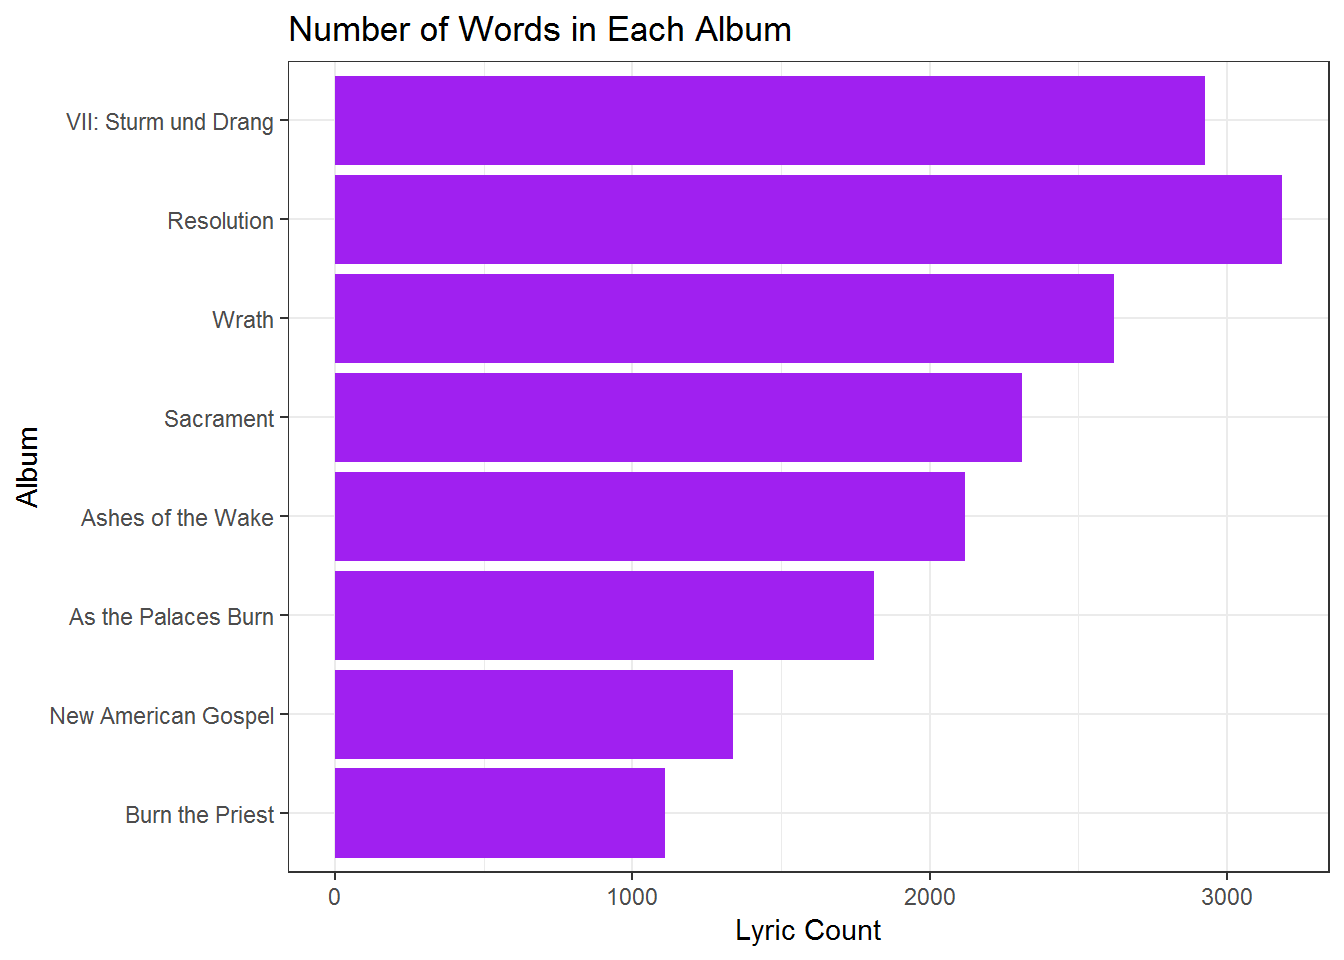 Number of Words in Each Album
VII: Sturm und Drang
Resolution
Wrath
Sacrament
Ashes of the Wake
As the Palaces Burn
New American Gospel
Burn the Priest
Album
0 1000 2000 3000
Lyric Count